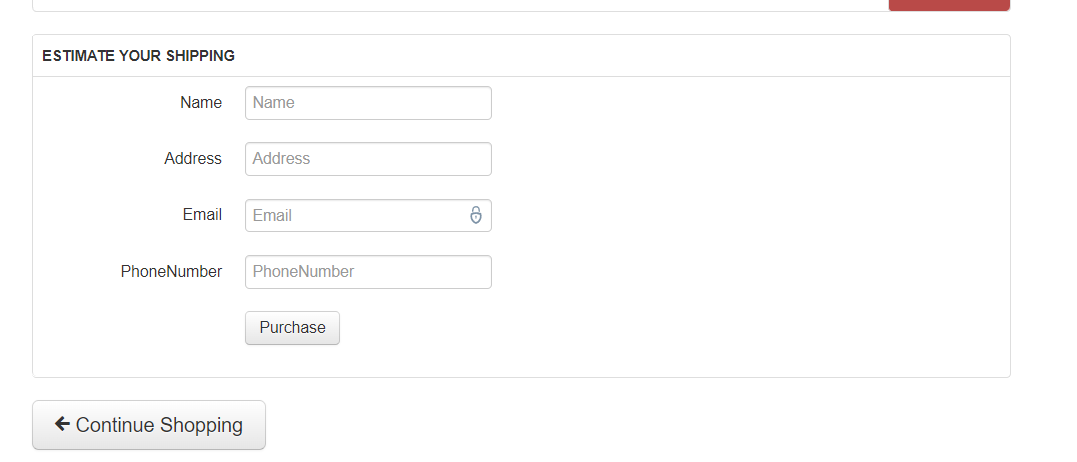 ESTIMATE YOUR SHIPPING
Name Name
Address Address
Email Email
PhoneNumber PhoneNumber
Purchase
Continue Shopping